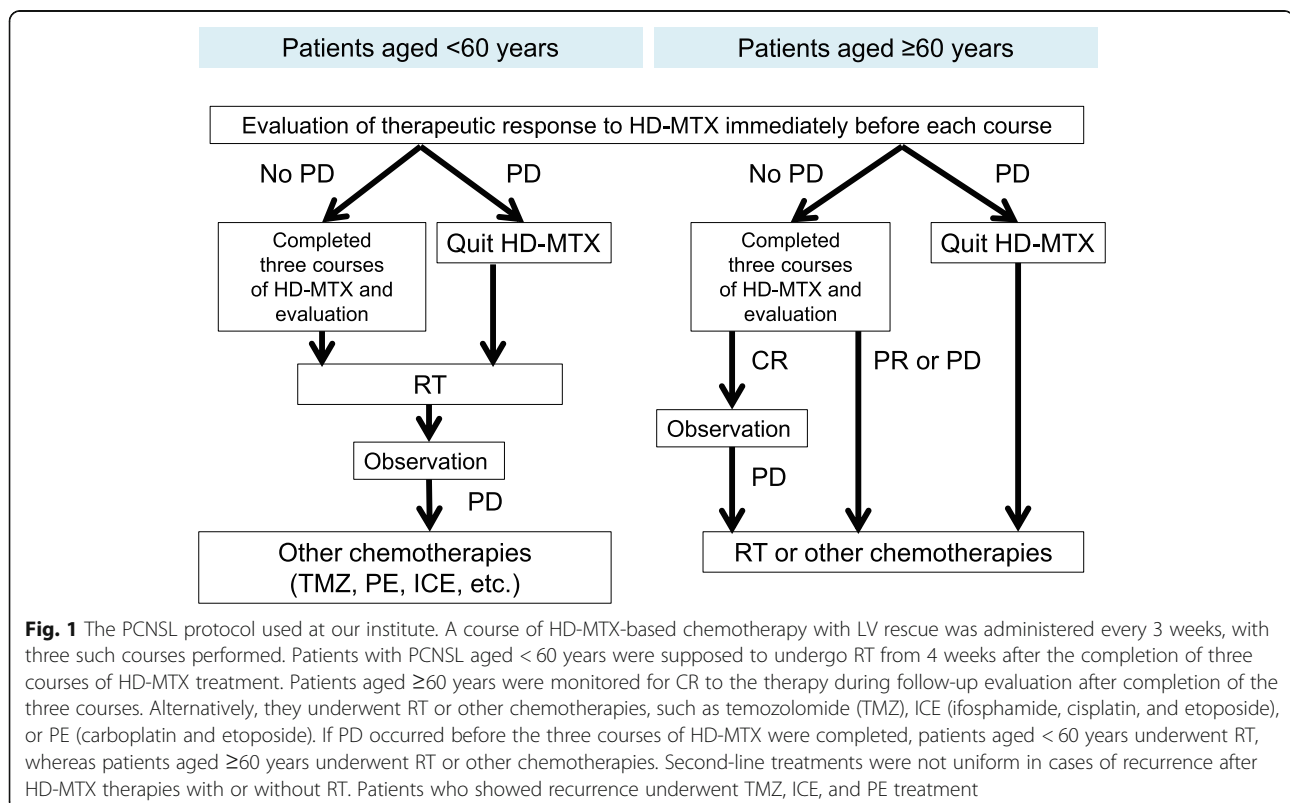 Patients aged <60 years
Patients aged ≥60 years
Evaluation of therapeutic response to HD-MTX immediately before each course
No PD
PD
No PD
PD
Completed
three courses
of HD-MTX and
evaluation
Quit HD-MTX
Completed
three courses
of HD-MTX and
evaluation
Quit HD-MTX
RT
CR
PR or PD
Observation
Observation
PD
PD
Other chemotherapies
(TMZ, PE, ICE, etc.)
RT or other chemotherapies
Fig. 1 The PCNSL protocol used at our institute. A course of HD-MTX-based chemotherapy with LV rescue was administered every 3 weeks, with
three such courses performed. Patients with PCNSL aged < 60 years were supposed to undergo RT from 4 weeks after the completion of three
courses of HD-MTX treatment. Patients aged ≥60 years were monitored for CR to the therapy during follow-up evaluation after completion of the
three courses. Alternatively, they underwent RT or other chemotherapies, such as temozolomide (TMZ), ICE (ifosphamide, cisplatin, and etoposide),
or PE (carboplatin and etoposide). If PD occurred before the three courses of HD-MTX were completed, patients aged < 60 years underwent RT,
whereas patients aged ≥60 years underwent RT or other chemotherapies. Second-line treatments were not uniform in cases of recurrence after
HD-MTX therapies with or without RT. Patients who showed recurrence underwent TMZ, ICE, and PE treatment